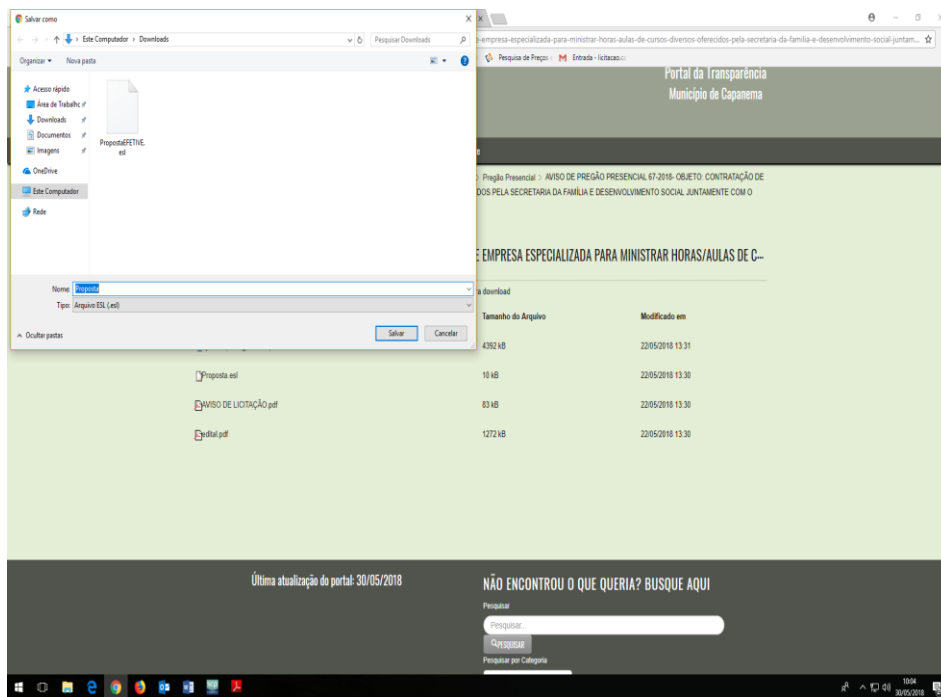 Salvar como
Este Computador > Downloads
Pesquisar Downloads
Organizar
Nova pasta
Acesso rápido
Área de Trabalhc
Downloads
Documentos
Imagens
OneDrive
Este Computador
Rede
PropostaEFETIVE.
esl
Nome: Proposta
Tipo: Arquivo ESL (.esl)
Ocultar pastas
Salvar
Cancelar
-empresa-especializada-para-ministrar-horas-aulas-de-cursos-diversos-oferecidos-pela-secretaria-da-familia-e-desenvolvimento-social-juntam...
Pesquisa de Preços
Entrada - licitacao
Portal da Transparência
Município de Capanema
Pregão Presencial > AVISO DE PREGÃO PRESENCIAL 67-2018- OBJETO: CONTRATAÇÃO DE
DOS PELA SECRETARIA DA FAMÍLIA E DESENVOLVIMENTO SOCIAL JUNTAMENTE COM O
E EMPRESA ESPECIALIZADA PARA MINISTRAR HORAS/AULAS DE C...
a download
Tamanho do Arquivo
Modificado em
4392 kB
22/05/2018 13:31
Proposta.esl
10 kB
22/05/2018 13:30
AVISO DE LICITAÇÃO.pdf
83 kB
22/05/2018 13:30
edital.pdf
1272 kB
22/05/2018 13:30
Última atualização do portal: 30/05/2018
NÃO ENCONTROU O QUE QUERIA? BUSQUE AQUI
Pesquisar
Pesquisar...
PESQUISAR
Pesquisar por Categoria
10:04
30/05/2018